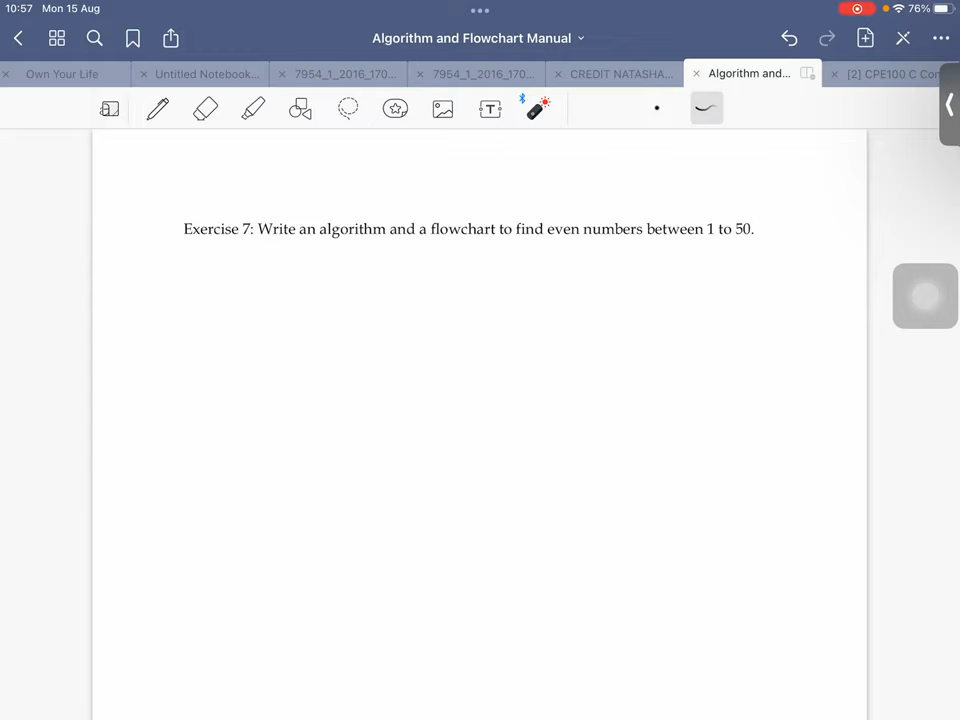 10:57 Mon 15 Aug
76%
Algorithm and Flowchart Manual
Own Your Life
Untitled Notebook...
7954_1_2016_170...
7954_1_2016_170...
CREDIT NATASHA...
Algorithm and...
[2] CPE100 C Con
T
Exercise 7: Write an algorithm and a flowchart to find even numbers between 1 to 50.